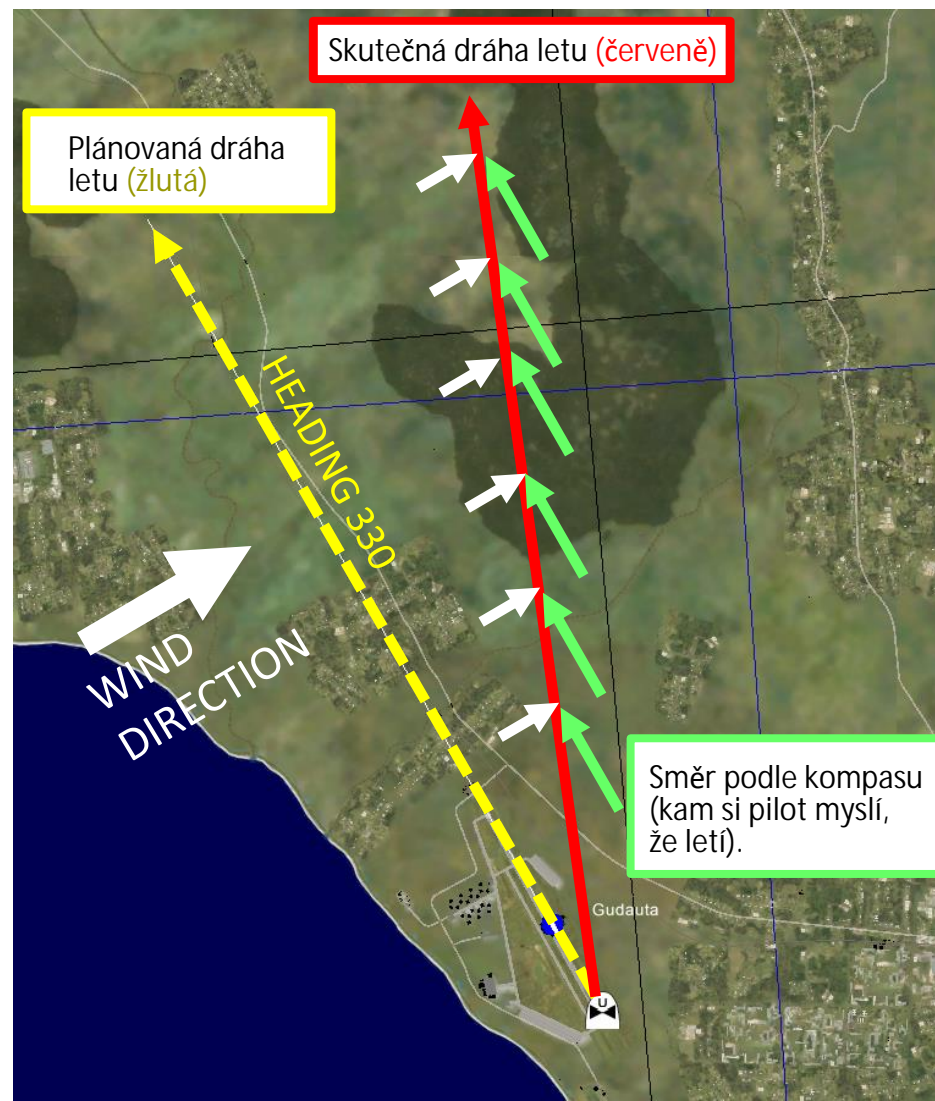 Skutečná dráha letu (červeně)
Plánovaná dráha
letu (žlutá)
HEADING 330
WIND
DIRECTION
Směr podle kompasu
(kam si pilot myslí,
že letí).
Gudauta
U